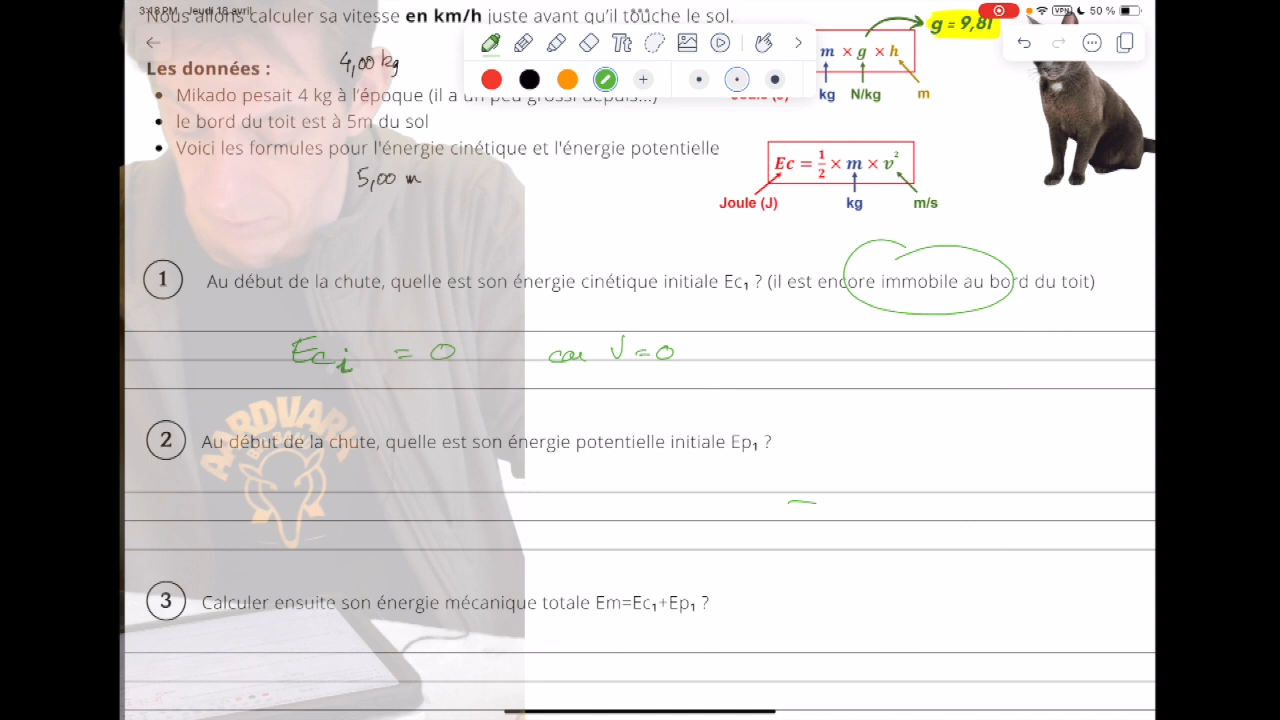 3:48 PM Jeudi 18 avril
VPN 50 %
Nous allons calculer sa vitesse en km/h juste avant qu'il touche le sol.
g = 9,81
m × g × h
4,00 kg
Les données :
kg N/kg m
Mikado pesait 4 kg à l'époque (il a un peu grossi depuis...)
Joule (J)
le bord du toit est à 5m du sol
Voici les formules pour l'énergie cinétique et l'énergie potentielle
Ec = 1/2 × m × v²
5,00 m
Joule (J) kg m/s
1 Au début de la chute, quelle est son énergie cinétique initiale Ec₁ ? (il est encore immobile au bord du toit)
Eci = 0 car V = 0
AARDVARK
2 Au début de la chute, quelle est son énergie potentielle initiale Ep₁ ?
3 Calculer ensuite son énergie mécanique totale Em=Ec₁+Ep₁ ?